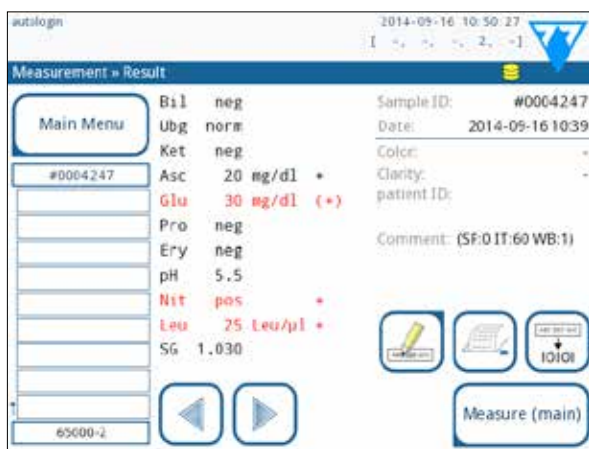 autologin
2014-09-16 10:50:27
[ -, -, -, 2, -]
Measurement » Result
Main Menu
#0004247
65000-2
Bil neg
Ubg norm
Ket neg
Asc 20 mg/dl +
Glu 30 mg/dl (+)
Pro neg
Ery neg
pH 5.5
Nit pos +
Leu 25 Leu/µl +
SG 1.030
Sample ID: #0004247
Date: 2014-09-16 10:39
Color: -
Clarity: -
patient ID:
Comment: (SF:0 IT:60 WB:1)
IOIOI
Measure (main)